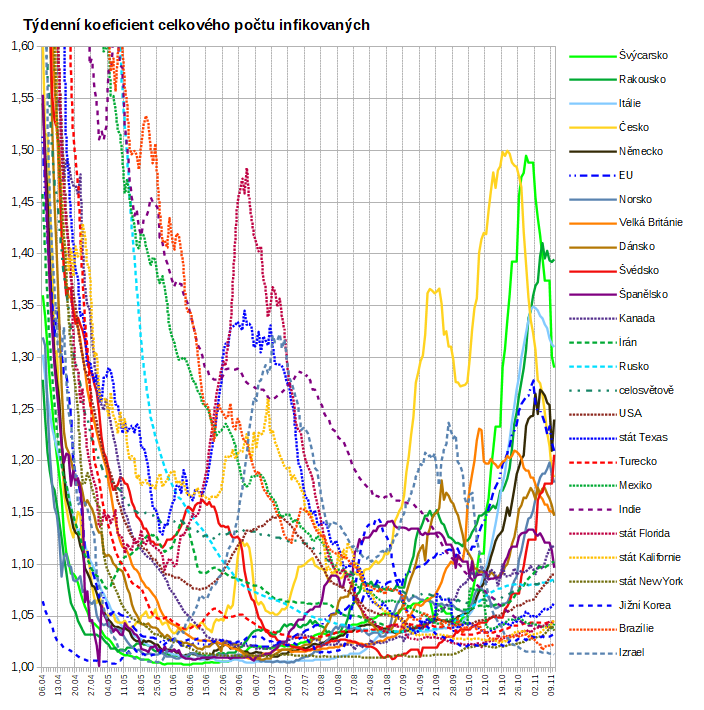 Týdenní koeficient celkového počtu infikovaných
1,60
1,55
1,50
1,45
1,40
1,35
1,30
1,25
1,20
1,15
1,10
1,05
1,00
06.04
13.04
20.04
27.04
04.05
11.05
18.05
25.05
01.06
08.06
15.06
22.06
29.06
06.07
13.07
20.07
27.07
03.08
10.08
17.08
24.08
31.08
07.09
14.09
21.09
28.09
05.10
12.10
19.10
26.10
02.11
09.11
Švýcarsko
Rakousko
Itálie
Česko
Německo
EU
Norsko
Velká Británie
Dánsko
Švédsko
Španělsko
Kanada
Irán
Rusko
celosvětově
USA
stát Texas
Turecko
Mexiko
Indie
stát Florida
stát Kalifornie
stát NewYork
Jižní Korea
Brazílie
Izrael